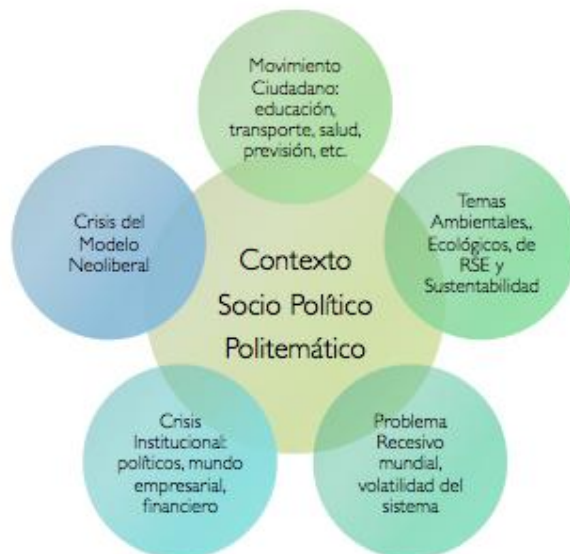 Movimiento
Ciudadano:
educación,
transporte, salud,
previsión, etc.
Crisis del
Modelo
Neoliberal
Temas
Ambientales,,
Ecológicos, de
RSE y
Sustentabilidad
Contexto
Socio Político
Politemático
Crisis
Institucional:
políticos, mundo
empresarial,
financiero
Problema
Recesivo
mundial,
volatilidad del
sistema